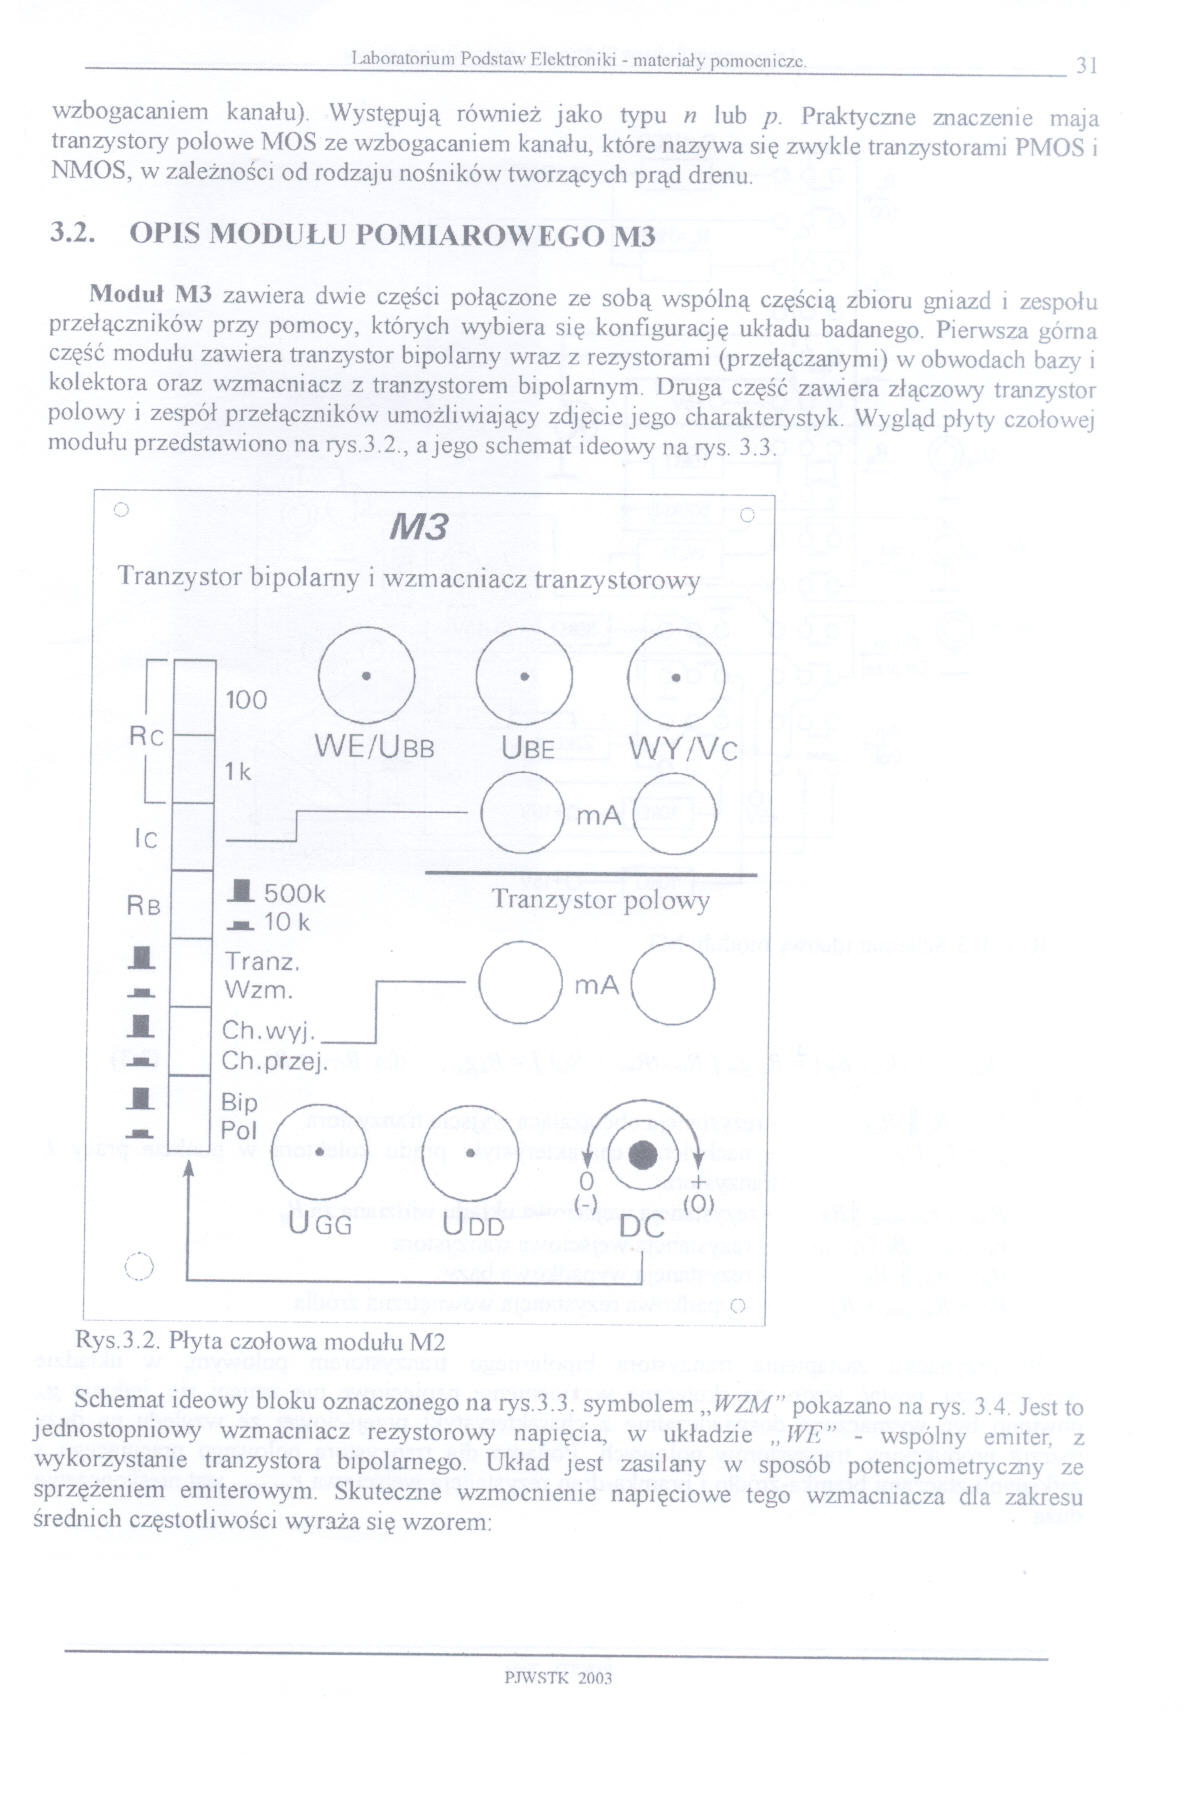 Laboratorium Podstaw Elektroniki - materiały pomocnicze. 31
wzbogacaniem kanału). Występują również jako typu n lub p. Praktyczne znaczenie maja
tranzystory polowe MOS ze wzbogacaniem kanału, które nazywa się zwykle tranzystorami PMOS i
NMOS, w zależności od rodzaju nośników tworzących prąd drenu.
3.2. OPIS MODUŁU POMIAROWEGO M3
Moduł M3 zawiera dwie części połączone ze sobą wspólną częścią zbioru gniazd i zespołu
przełączników przy pomocy, których wybiera się konfigurację układu badanego. Pierwsza górna
część modułu zawiera tranzystor bipolarny wraz z rezystorami (przełączanymi) w obwodach bazy i
kolektora oraz wzmacniacz z tranzystorem bipolarnym. Druga część zawiera złączowy tranzystor
polowy i zespół przełączników umożliwiający zdjęcie jego charakterystyk. Wygląd płyty czołowej
modułu przedstawiono na rys.3.2., a jego schemat ideowy na rys. 3.3.
M3
Tranzystor bipolarny i wzmacniacz tranzystorowy
100
RC
WE/UBB UBE WY/VC
1k
mA
IC
500k
RB
Tranzystor polowy
10 k
Tranz.
Wzm.
mA
Ch.wyj.
Ch.przej.
Bip
Pol
0 +
(-) (0)
UGG UDD DC
Rys.3.2. Płyta czołowa modułu M2
Schemat ideowy bloku oznaczonego na rys.3.3. symbolem „WZM" pokazano na rys. 3.4. Jest to
jednostopniowy wzmacniacz rezystorowy napięcia, w układzie „WE" - wspólny emiter, z
wykorzystanie tranzystora bipolarnego. Układ jest zasilany w sposób potencjometryczny ze
sprzężeniem emiterowym. Skuteczne wzmocnienie napięciowe tego wzmacniacza dla zakresu
średnich częstotliwości wyraża się wzorem:
PJWSTK 2003